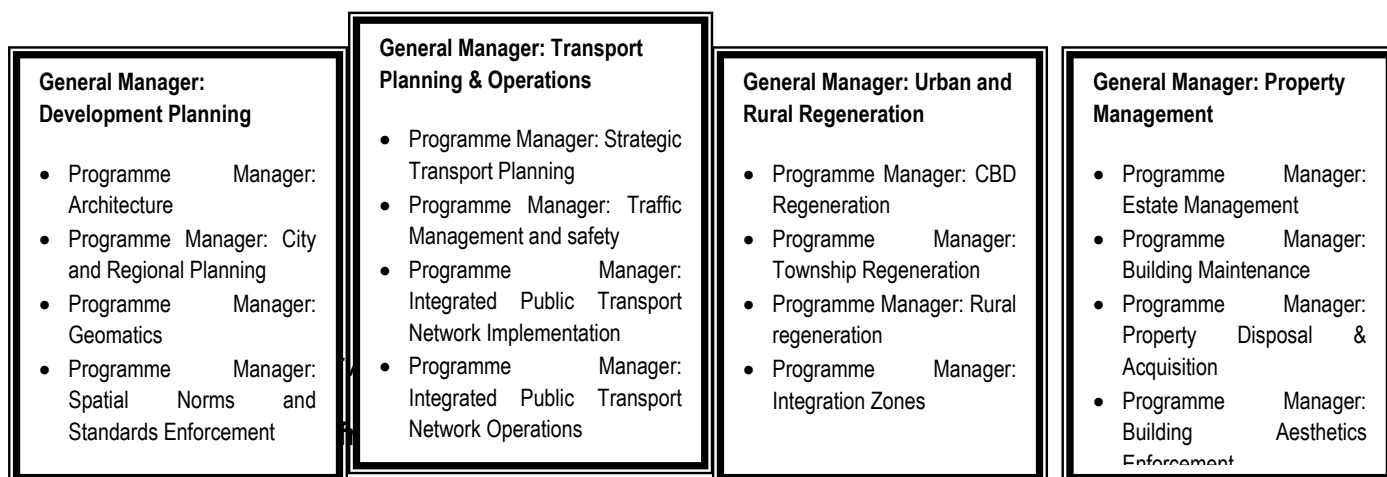 General Manager:
Development Planning
• Programme Manager:
Architecture
• Programme Manager: City
and Regional Planning
• Programme Manager:
Geomatics
• Programme Manager:
Spatial Norms and
Standards Enforcement
General Manager: Transport
Planning & Operations
• Programme Manager: Strategic
Transport Planning
• Programme Manager: Traffic
Management and safety
• Programme Manager:
Integrated Public Transport
Network Implementation
• Programme Manager:
Integrated Public Transport
Network Operations
General Manager: Urban and
Rural Regeneration
• Programme Manager: CBD
Regeneration
• Programme Manager:
Township Regeneration
• Programme Manager: Rural
regeneration
• Programme Manager:
Integration Zones
General Manager: Property
Management
• Programme Manager:
Estate Management
• Programme Manager:
Building Maintenance
• Programme Manager:
Property Disposal &
Acquisition
• Programme Manager:
Building Aesthetics
Enforcement